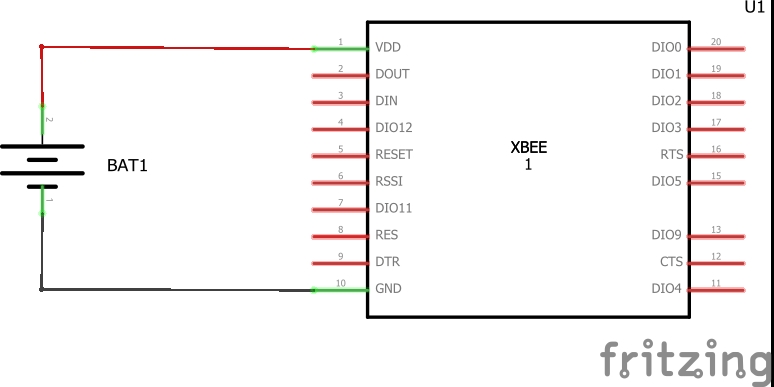 U1
1 VDD
2 DOUT
3 DIN
4 DIO12
5 RESET
6 RSSI
7 DIO11
8 RES
9 DTR
10 GND
XBEE
1
DIO0 20
DIO1 19
DIO2 18
DIO3 17
RTS 16
DIO5 15
DIO9 13
CTS 12
DIO4 11
2
BAT1
1
fritzing